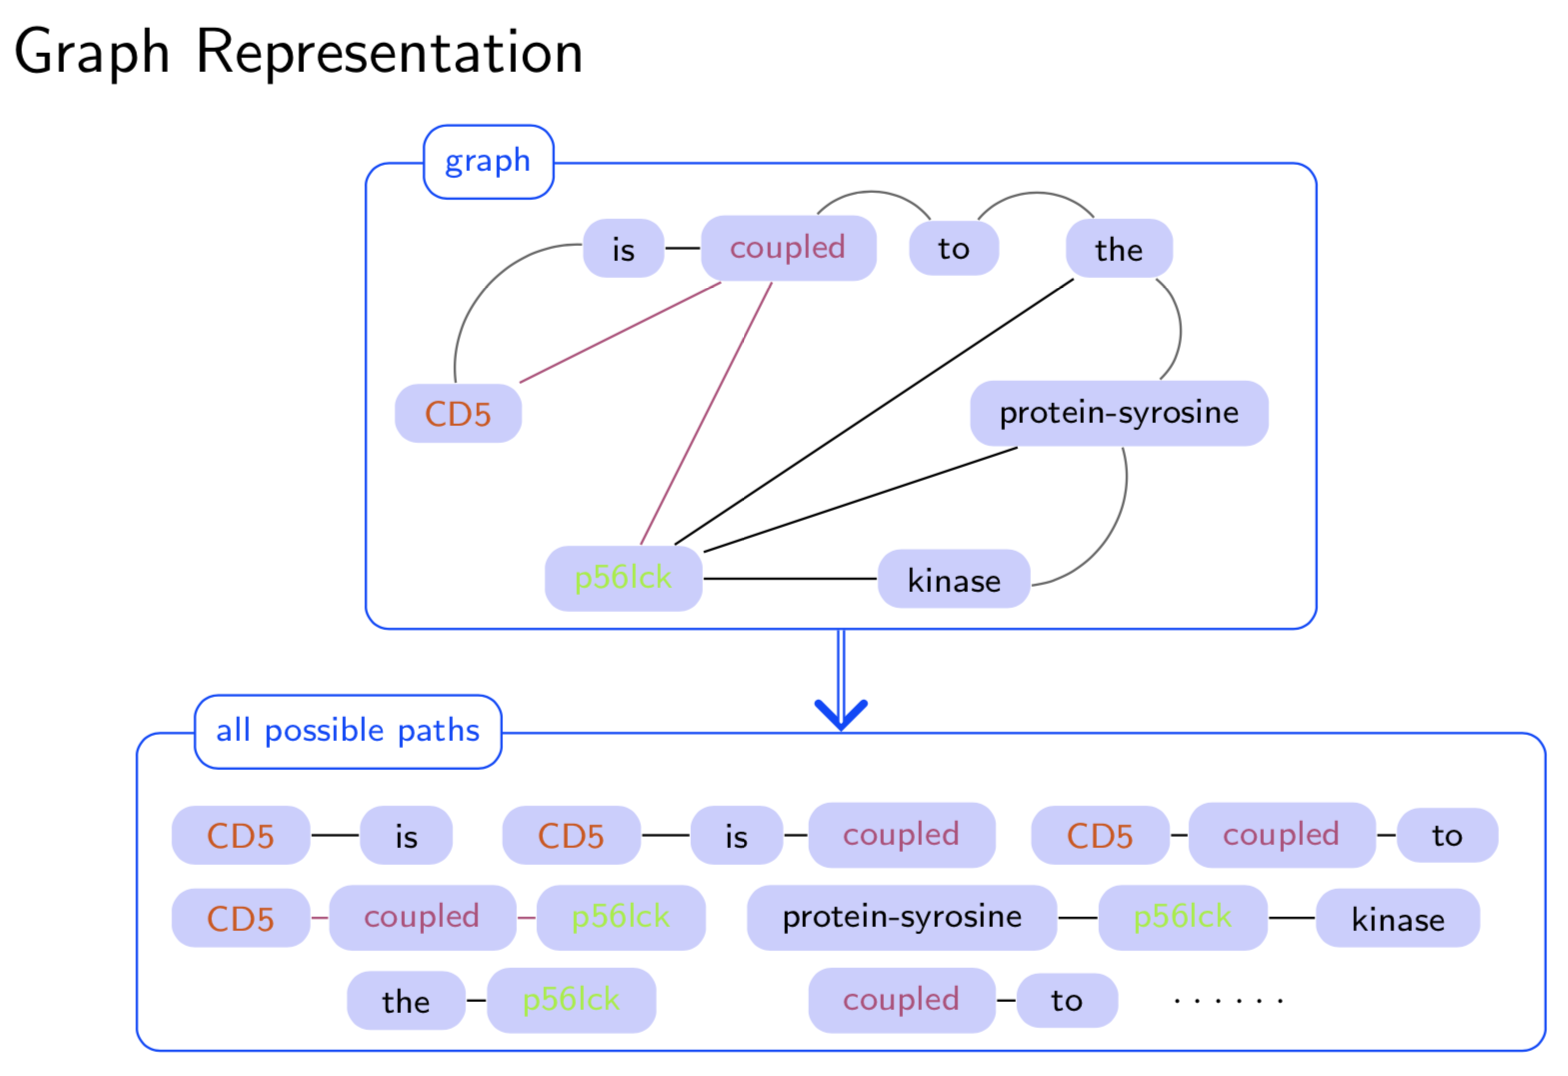 Graph Representation
graph
is coupled to the
CD5 protein-syrosine
p56lck kinase
all possible paths
CD5 is CD5 is coupled CD5 coupled to
CD5 coupled p56lck protein-syrosine p56lck kinase
the p56lck coupled to ......